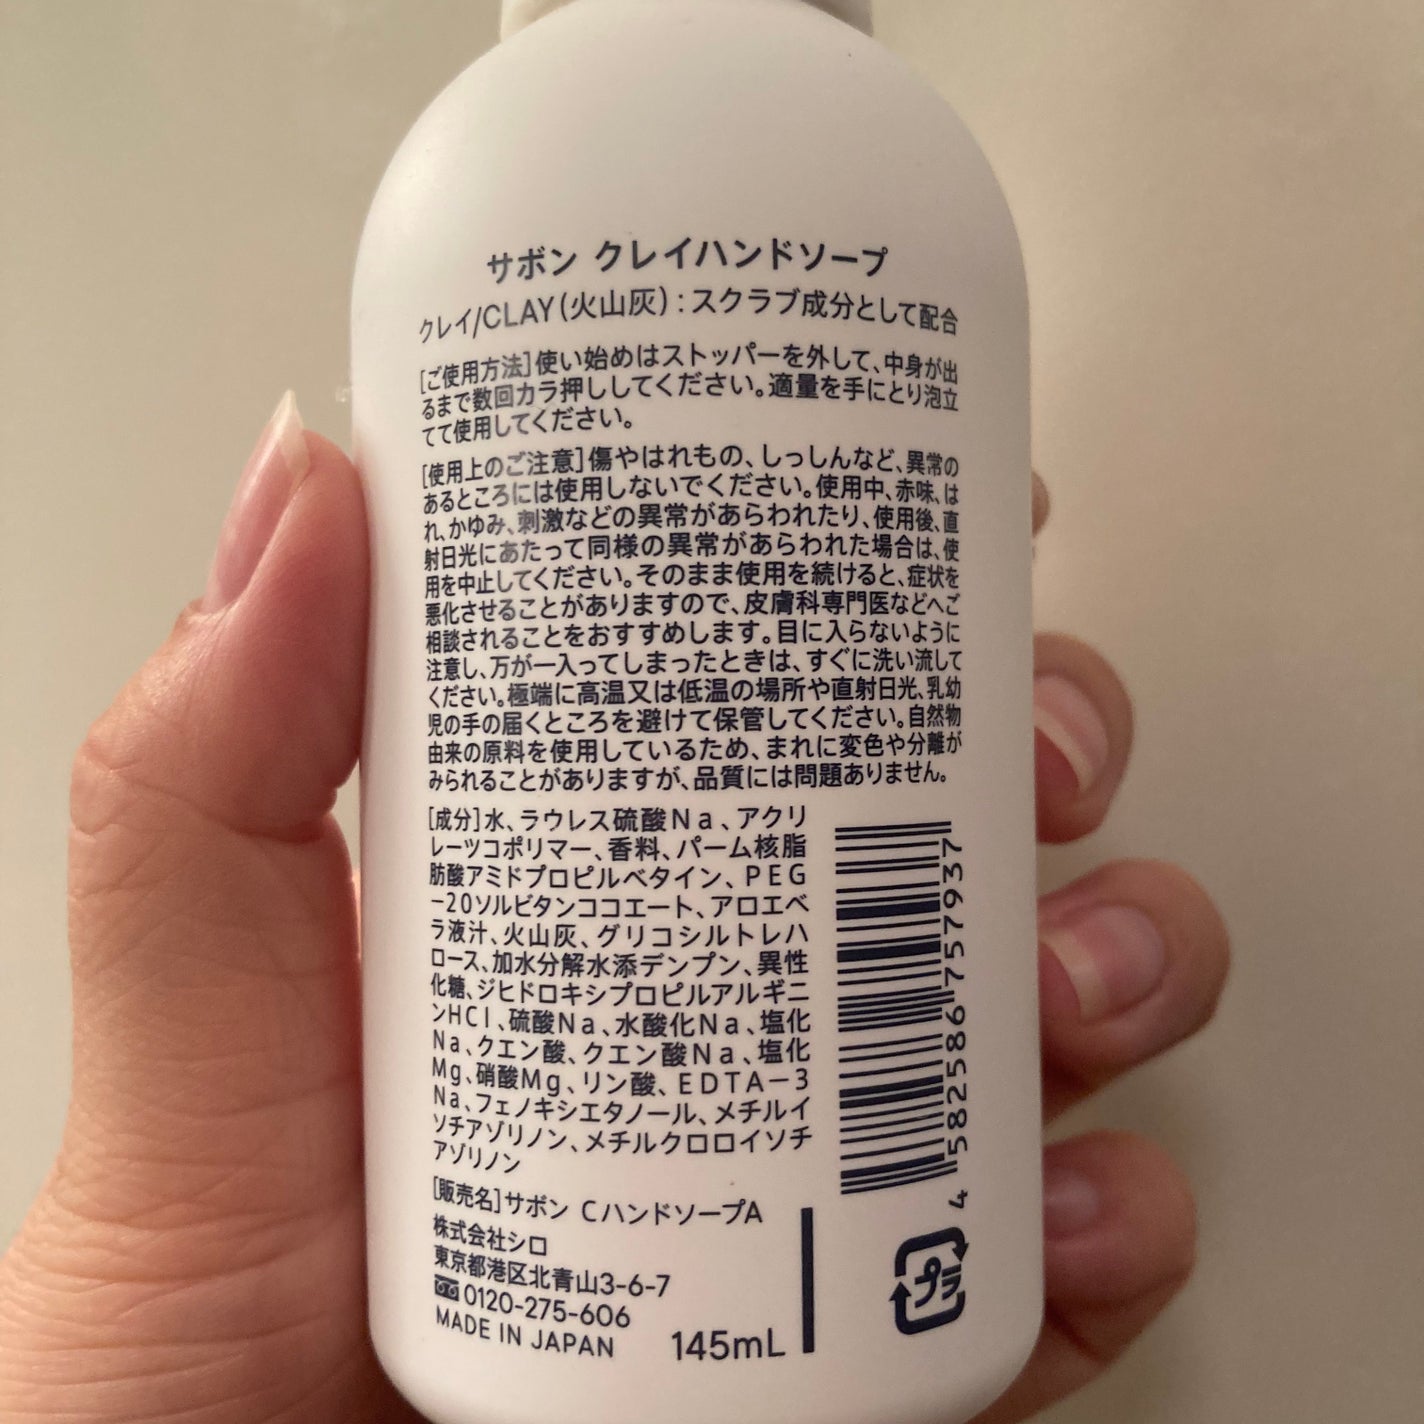 サボン クレイハンドソープ
クレイ/CLAY(火山灰):スクラブ成分として配合
[ご使用方法]使い始めはストッパーを外して、中身が出
るまで数回カラ押ししてください。適量を手にとり泡立
てて使用してください。
[使用上のご注意]傷やはれもの、しっしんなど、異常の
あるところには使用しないでください。使用中、赤味、は
れ、かゆみ、刺激などの異常があらわれたり、使用後、直
射日光にあたって同様の異常があらわれた場合は、使
用を中止してください。そのまま使用を続けると、症状を
悪化させることがありますので、皮膚科専門医などへご
相談されることをおすすめします。目に入らないように
注意し、万が一入ってしまったときは、すぐに洗い流して
ください。極端に高温又は低温の場所や直射日光、乳幼
児の手の届くところを避けて保管してください。自然物
由来の原料を使用しているため、まれに変色や分離が
みられることがありますが、品質には問題ありません。
[成分]水、ラウレス硫酸Na、アクリ
レーツコポリマー、香料、パーム核脂
肪酸アミドプロピルベタイン、PEG
-20ソルビタンココエート、アロエベ
ラ液汁、火山灰、グリコシルトレハ
ロース、加水分解水添デンプン、異性
化糖、ジヒドロキシプロピルアルギニ
ンHCl、硫酸Na、水酸化Na、塩化
Na、クエン酸、クエン酸Na、塩化
Mg、硝酸Mg、リン酸、EDTA-3
Na、フェノキシエタノール、メチルイ
ソチアゾリノン、メチルクロロイソチ
アゾリノン
4 582586 757937
[販売名]サボン CハンドソープA
株式会社シロ
東京都港区北青山3-6-7
0120-275-606
MADE IN JAPAN
145mL
プラ